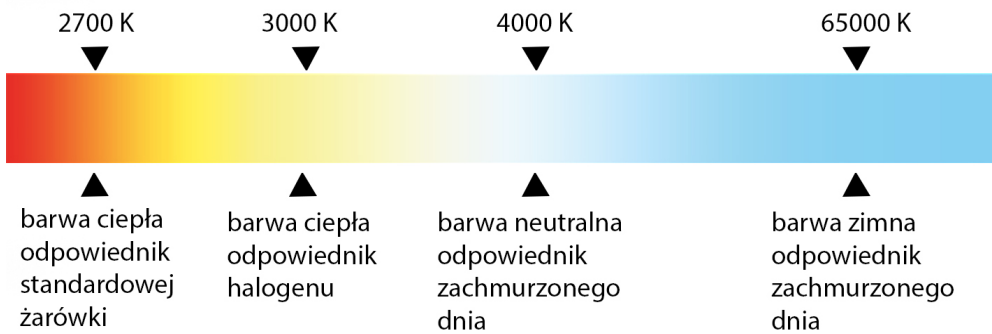 2700 K
3000 K
4000 K
65000 K
barwa ciepła
odpowiednik
standardowej
żarówki
barwa ciepła
odpowiednik
halogenu
barwa neutralna
odpowiednik
zachmurzonego
dnia
barwa zimna
odpowiednik
zachmurzonego
dnia